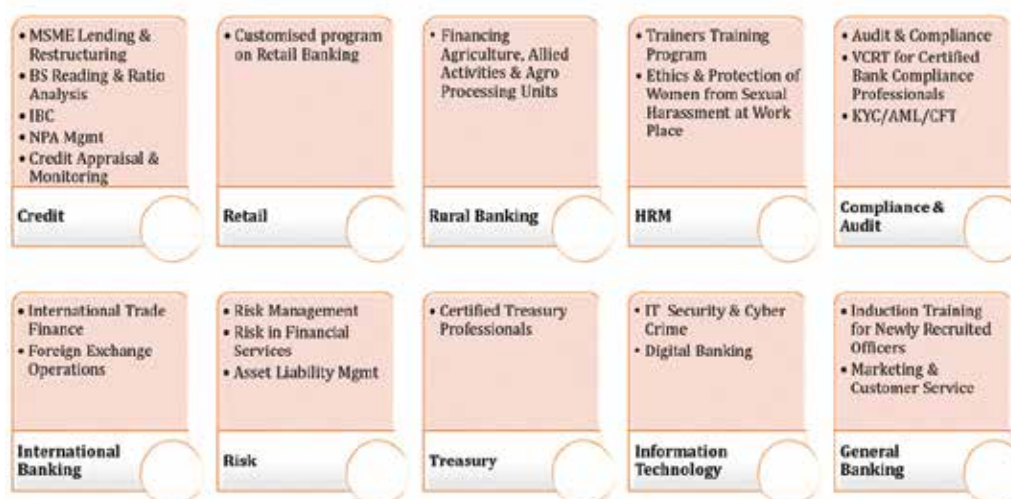 • MSME Lending &
Restructuring
• BS Reading & Ratio
Analysis
• IBC
• NPA Mgmt
• Credit Appraisal &
Monitoring
Credit
• Customised program
on Retail Banking
Retail
• Financing
Agriculture, Allied
Activities & Agro
Processing Units
Rural Banking
• Trainers Training
Program
• Ethics & Protection of
Women from Sexual
Harassment at Work
Place
HRM
• Audit & Compliance
• VCRT for Certified
Bank Compliance
Professionals
• KYC/AML/CFT
Compliance &
Audit
• International Trade
Finance
• Foreign Exchange
Operations
International
Banking
• Risk Management
• Risk in Financial
Services
• Asset Liability Mgmt
Risk
• Certified Treasury
Professionals
Treasury
• IT Security & Cyber
Crime
• Digital Banking
Information
Technology
• Induction Training
for Newly Recruited
Officers
• Marketing &
Customer Service
General
Banking